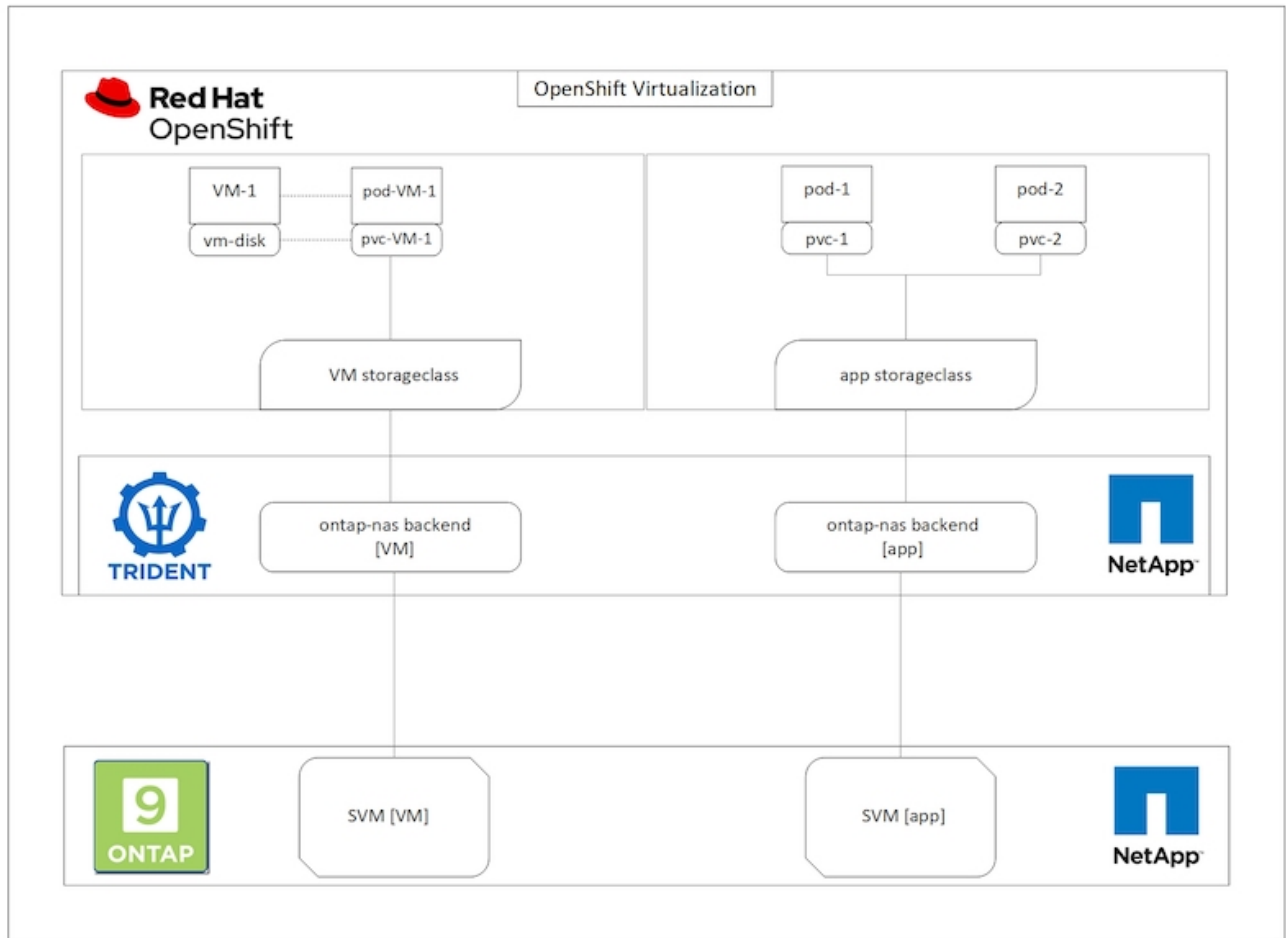 OpenShift Virtualization
Red Hat
OpenShift
VM-1
pod-VM-1
pod-1
pod-2
vm-disk
pvc-VM-1
pvc-1
pvc-2
VM storageclass
app storageclass
TRIDENT
ontap-nas backend
[VM]
ontap-nas backend
[app]
NetApp™
9
ONTAP
SVM [VM]
SVM [app]
NetApp™